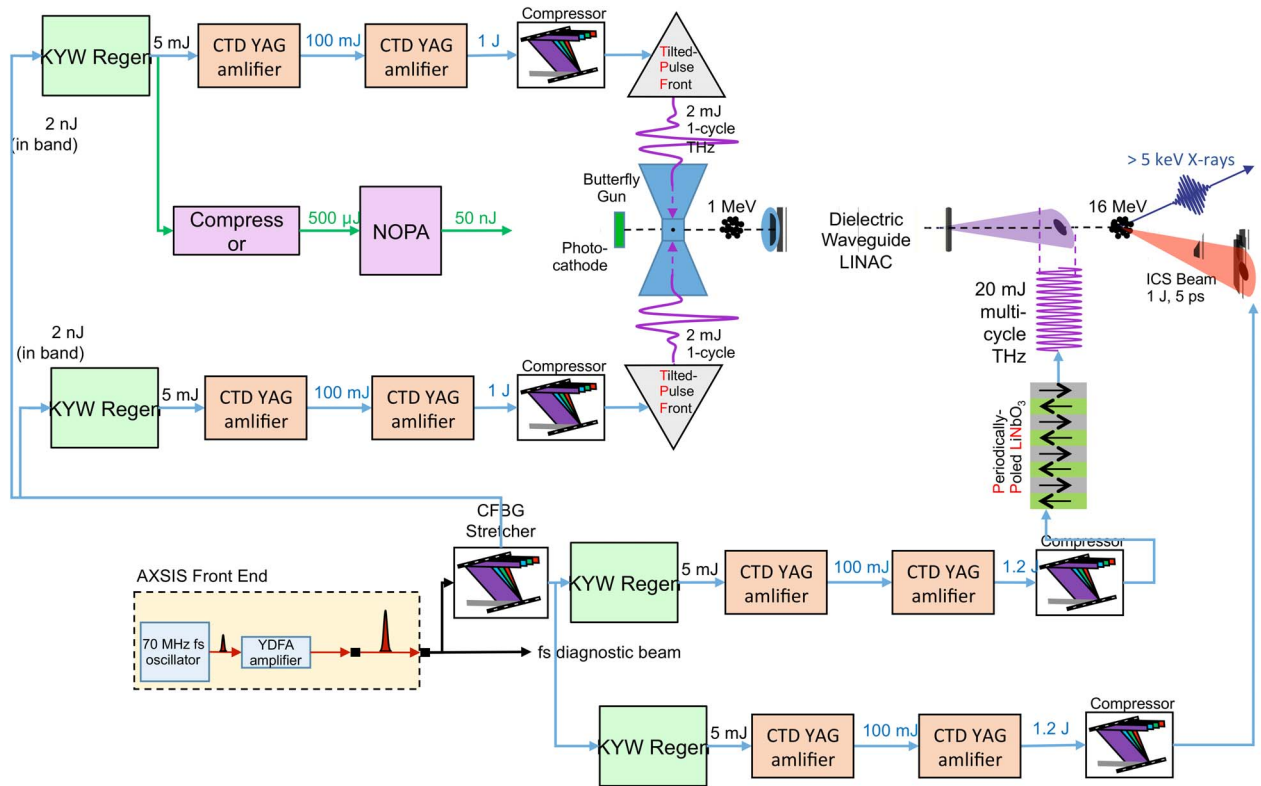 Compressor
KYW Regen
5 mJ
CTD YAG
amlifier
100 mJ
CTD YAG
amlifier
1 J
Tilted-
Pulse
Front
2 nJ
(in band)
2 mJ
1-cycle
THz
Compress
or
500 µJ
NOPA
50 nJ
Butterfly
Gun
Photo-
cathode
1 MeV
Dielectric
Waveguide
LINAC
16 MeV
> 5 keV X-rays
ICS Beam
1 J, 5 ps
20 mJ
multi-
cycle
THz
2 nJ
(in band)
KYW Regen
5 mJ
CTD YAG
amlifier
100 mJ
CTD YAG
amlifier
1 J
Compressor
2 mJ
1-cycle
Tilted-
Pulse
Front
Periodically-
Poled LiNbO3
CFBG
Stretcher
AXSIS Front End
70 MHz fs
oscillator
YDFA
amplifier
fs diagnostic beam
KYW Regen
5 mJ
CTD YAG
amlifier
100 mJ
CTD YAG
amlifier
1.2 J
Compressor
KYW Regen
5 mJ
CTD YAG
amlifier
100 mJ
CTD YAG
amlifier
1.2 J
Compressor